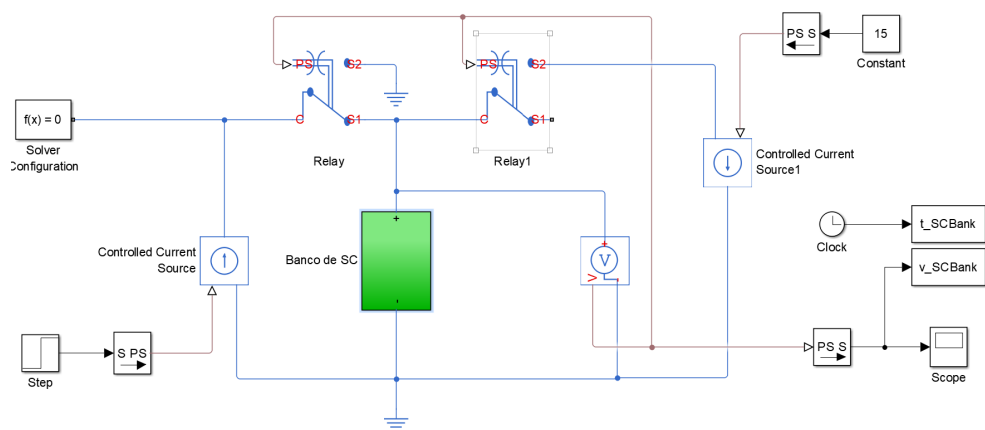 PS
S2
C
S1
Relay
PS
S2
C
S1
Relay1
PS S
15
Constant
f(x) = 0
Solver
Configuration
Controlled Current
Source1
Controlled Current
Source
Banco de SC
+
-
+
V
-
V
Clock
t_SCBank
v_SCBank
Step
S PS
PS S
Scope